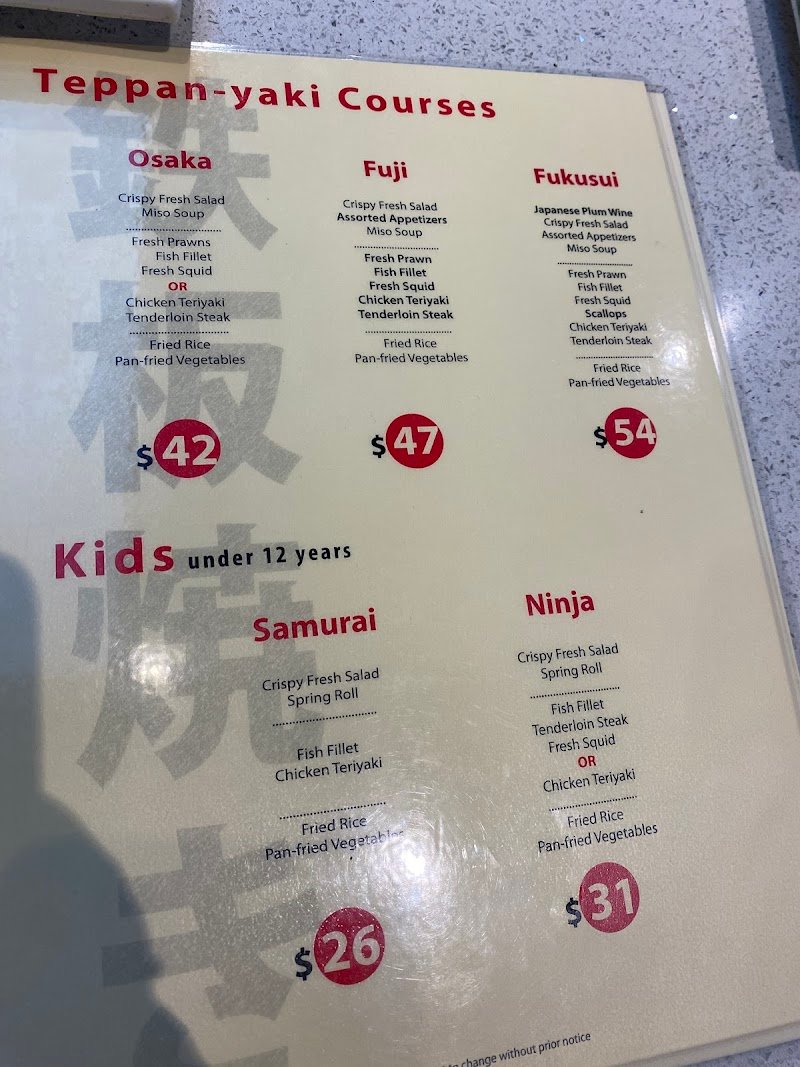 Teppan-yaki Courses
Osaka
Crispy Fresh Salad
Miso Soup
Fresh Prawns
Fish Fillet
Fresh Squid
OR
Chicken Teriyaki
Tenderloin Steak
Fried Rice
Pan-fried Vegetables
$42
Fuji
Crispy Fresh Salad
Assorted Appetizers
Miso Soup
Fresh Prawn
Fish Fillet
Fresh Squid
Chicken Teriyaki
Tenderloin Steak
Fried Rice
Pan-fried Vegetables
$47
Fukusui
Japanese Plum Wine
Crispy Fresh Salad
Assorted Appetizers
Miso Soup
Fresh Prawn
Fish Fillet
Fresh Squid
Scallops
Chicken Teriyaki
Tenderloin Steak
Fried Rice
Pan-fried Vegetables
$54
Kids under 12 years
Samurai
Crispy Fresh Salad
Spring Roll
Fish Fillet
Chicken Teriyaki
Fried Rice
Pan-fried Vegetables
$26
Ninja
Crispy Fresh Salad
Spring Roll
Fish Fillet
Tenderloin Steak
Fresh Squid
OR
Chicken Teriyaki
Fried Rice
Pan-fried Vegetables
$31
change without prior notice
鉄板焼き